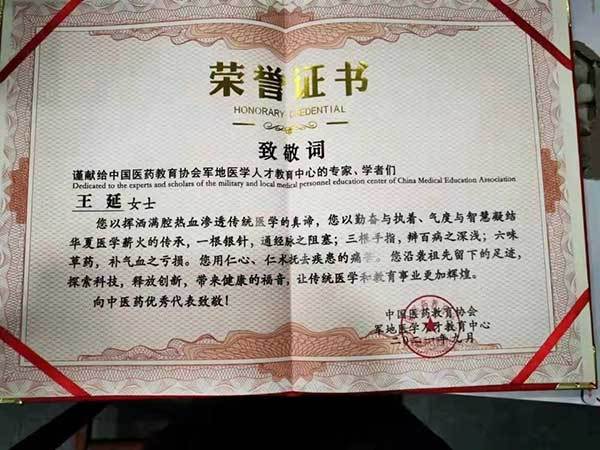 荣誉证书
HONORARY CREDENTIAL
致敬词
谨献给中国医药教育协会军地医学人才教育中心的专家、学者们
Dedicated to the experts and scholars of the military and local medical personnel education center of China Medical Education Association
王 延 女士
您以挥洒满腔热血渗透传统医学的真谛，您以勤奋与执着、气度与智慧凝结
华夏医学薪火的传承，一根银针，通经脉之阻塞；三根手指，辩百病之深浅；六味
草药，补气血之亏损。您用仁心、仁术抚去疾患的痛苦。您沿袭祖先留下的足迹，
探索科技，释放创新，带来健康的福音，让传统医学和教育事业更加辉煌。
向中医药优秀代表致敬！
中国医药教育协会
军地医学人才教育中心
年九月